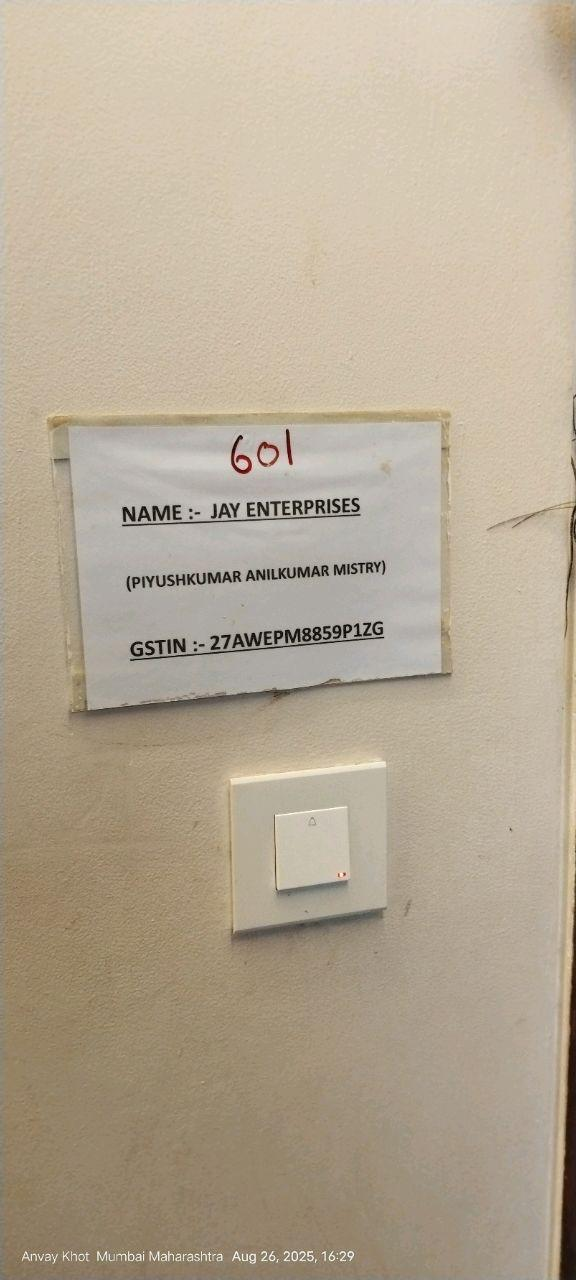 601
NAME :- JAY ENTERPRISES
(PIYUSHKUMAR ANILKUMAR MISTRY)
GSTIN :- 27AWEPM8859P1ZG
Anvay Khot Mumbai Maharashtra Aug 26, 2025, 16:29